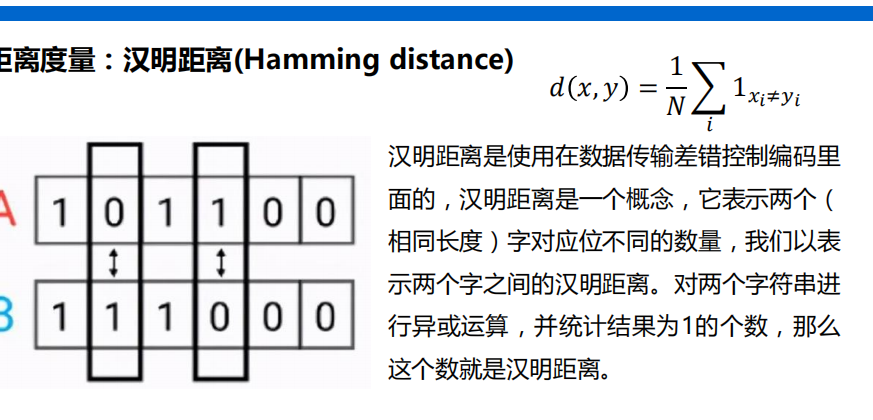 距离度量：汉明距离(Hamming distance)
d(x,y) = 1/N ∑ᵢ 1_{xᵢ≠yᵢ}
汉明距离是使用在数据传输差错控制编码里
面的，汉明距离是一个概念，它表示两个（
相同长度）字对应位不同的数量，我们以表
示两个字之间的汉明距离。对两个字符串进
行异或运算，并统计结果为1的个数，那么
这个数就是汉明距离。
A 1 0 1 1 0 0
B 1 1 1 0 0 0